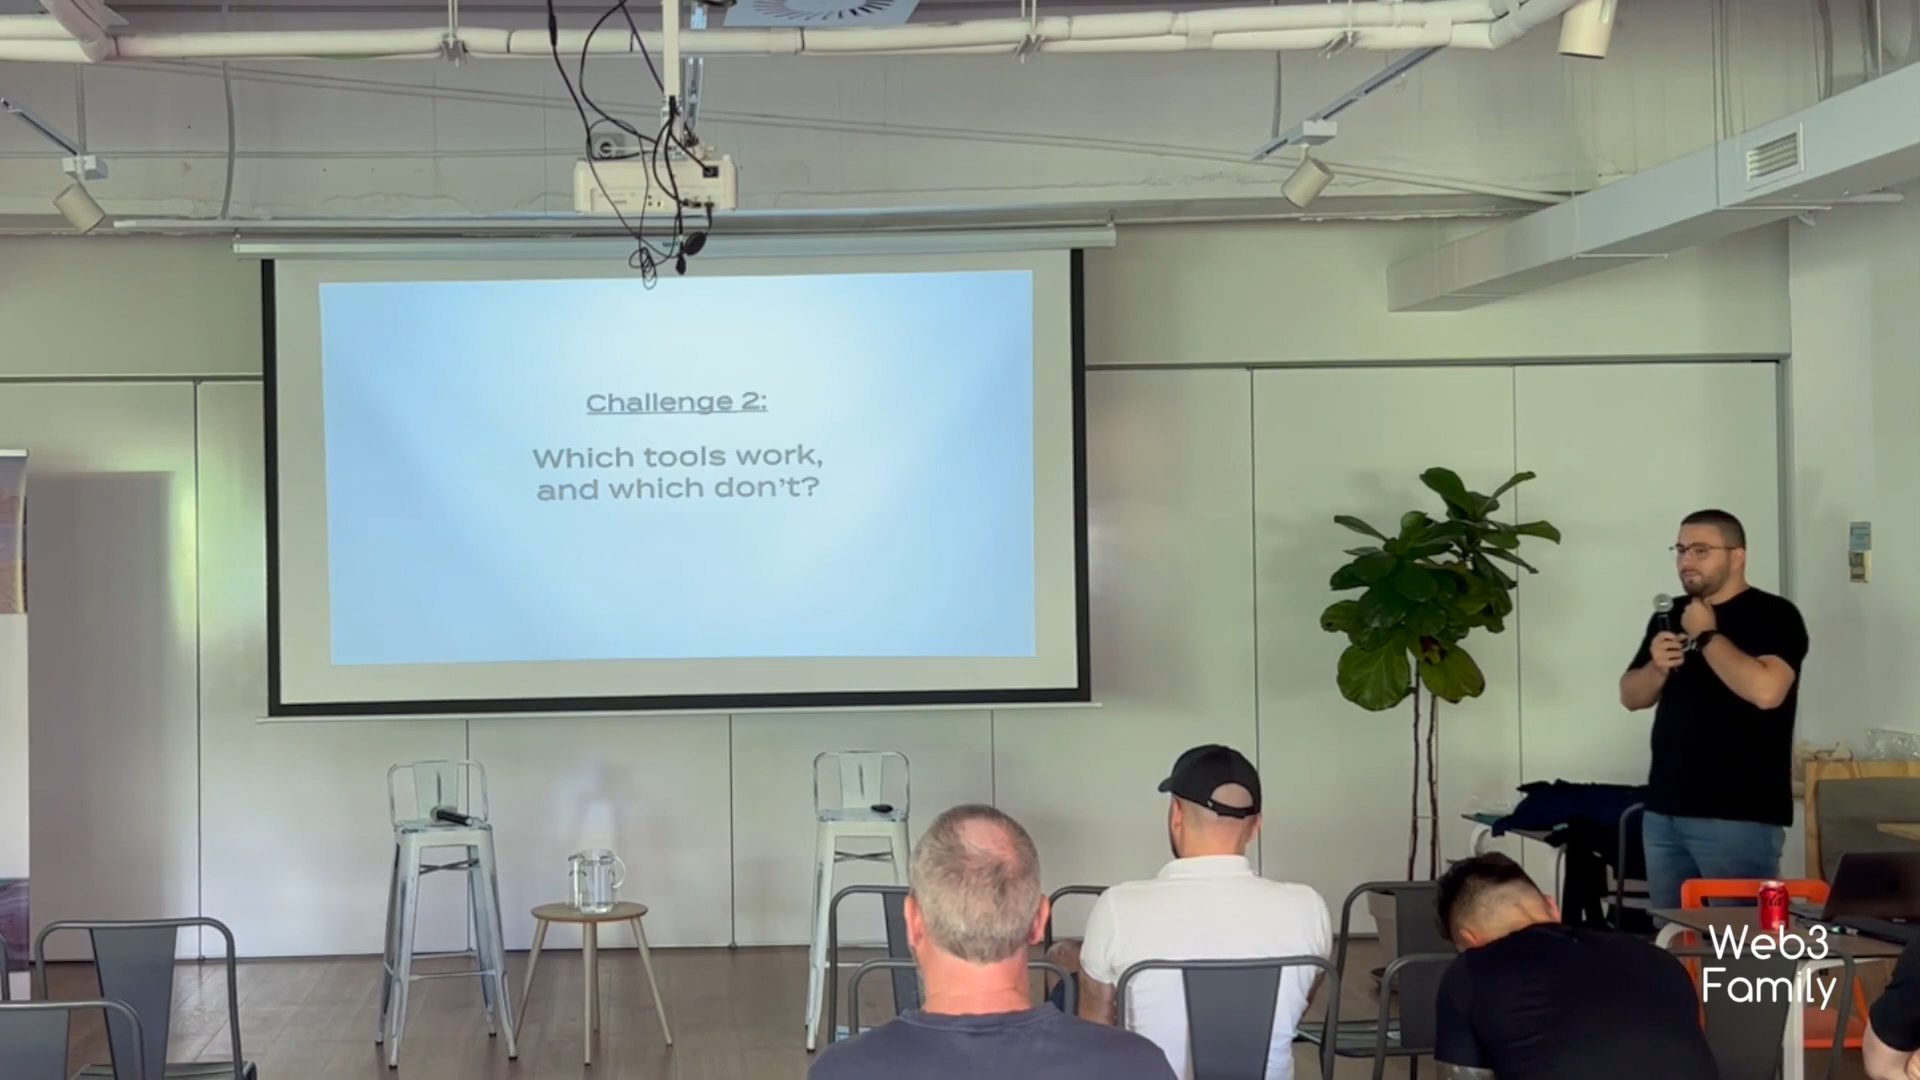 Challenge 2:
Which tools work,
and which don't?
Web3
Family